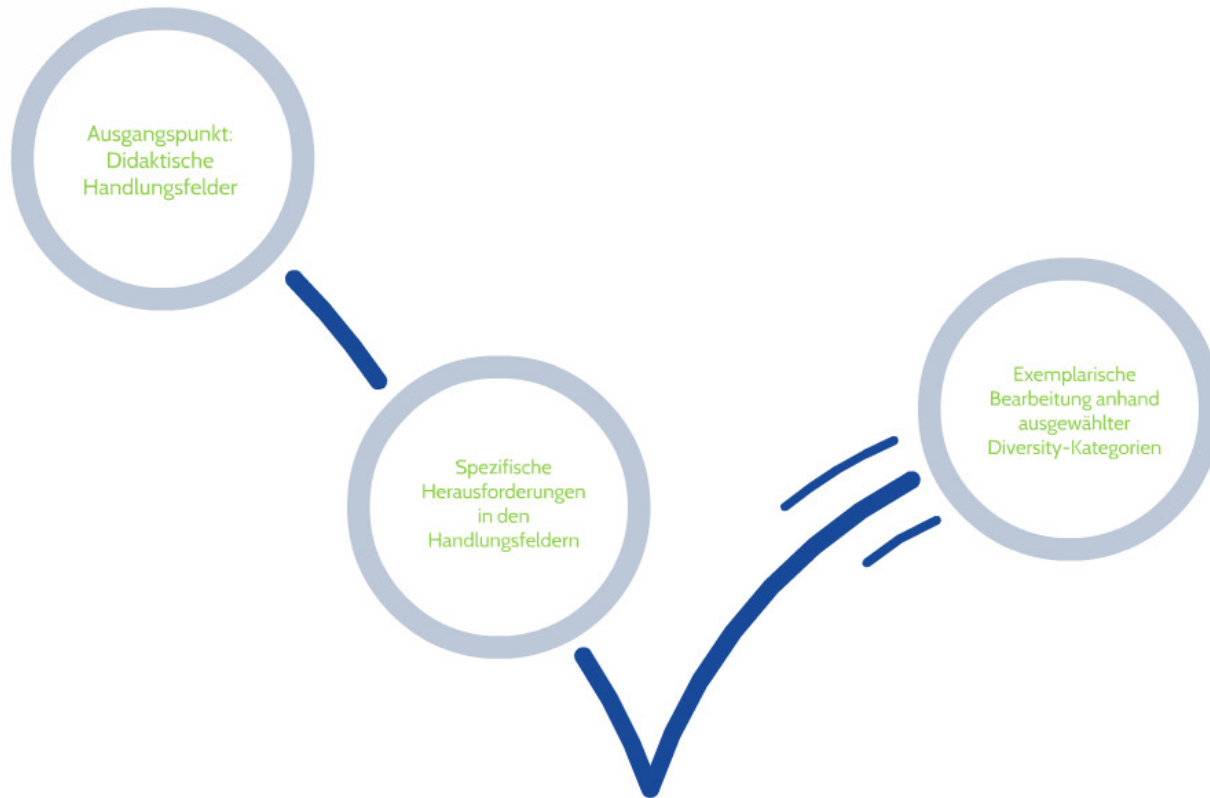 Ausgangspunkt:
Didaktische
Handlungsfelder
Spezifische
Herausforderungen
in den
Handlungsfeldern
Exemplarische
Bearbeitung anhand
ausgewählter
Diversity-Kategorien